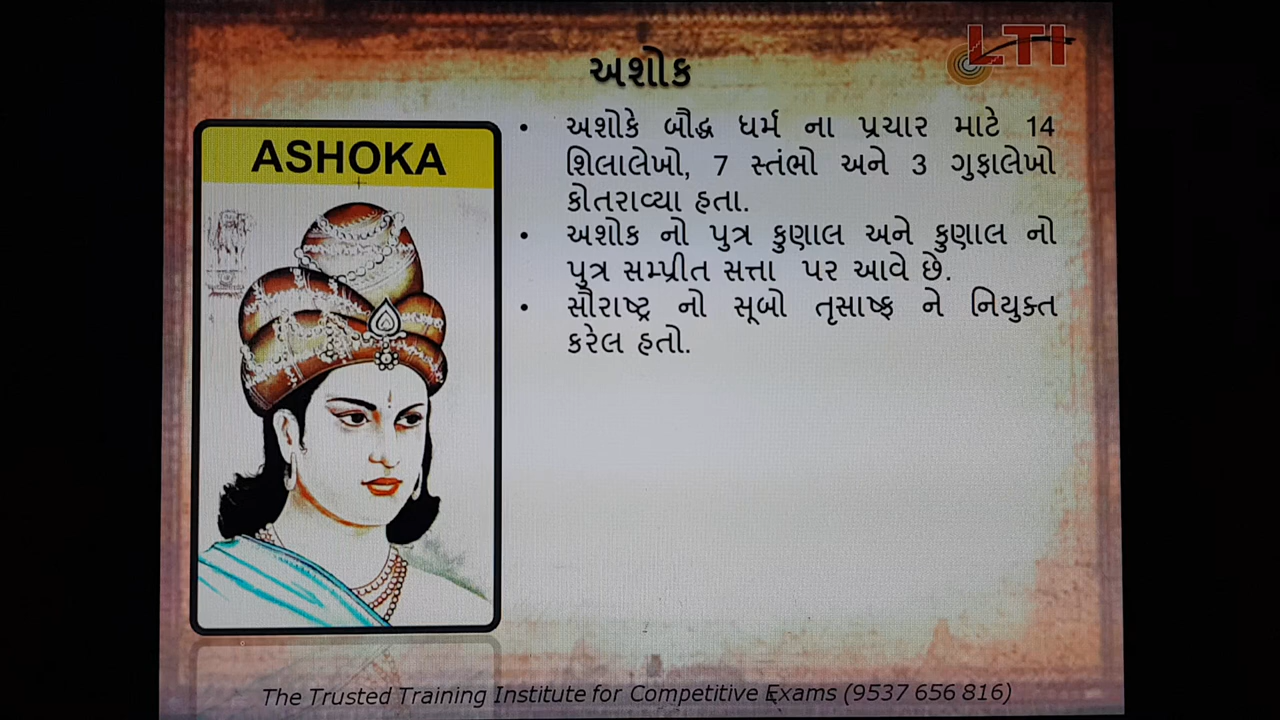 LTI
અશોક
ASHOKA
• અશોકે બૌદ્ધ ધર્મ ના પ્રચાર માટે 14
શિલાલેખો, 7 સ્તંભો અને 3 ગુફાલેખો
કોતરાવ્યા હતા.
• અશોક નો પુત્ર કુણાલ અને કુણાલ નો
પુત્ર સમ્પ્રીત સત્તા પર આવે છે.
• સૌરાષ્ટ્ર નો સૂબો તૃસાષ્ફ ને નિયુક્ત
કરેલ હતો.
The Trusted Training Institute for Competitive Exams (9537 656 816)